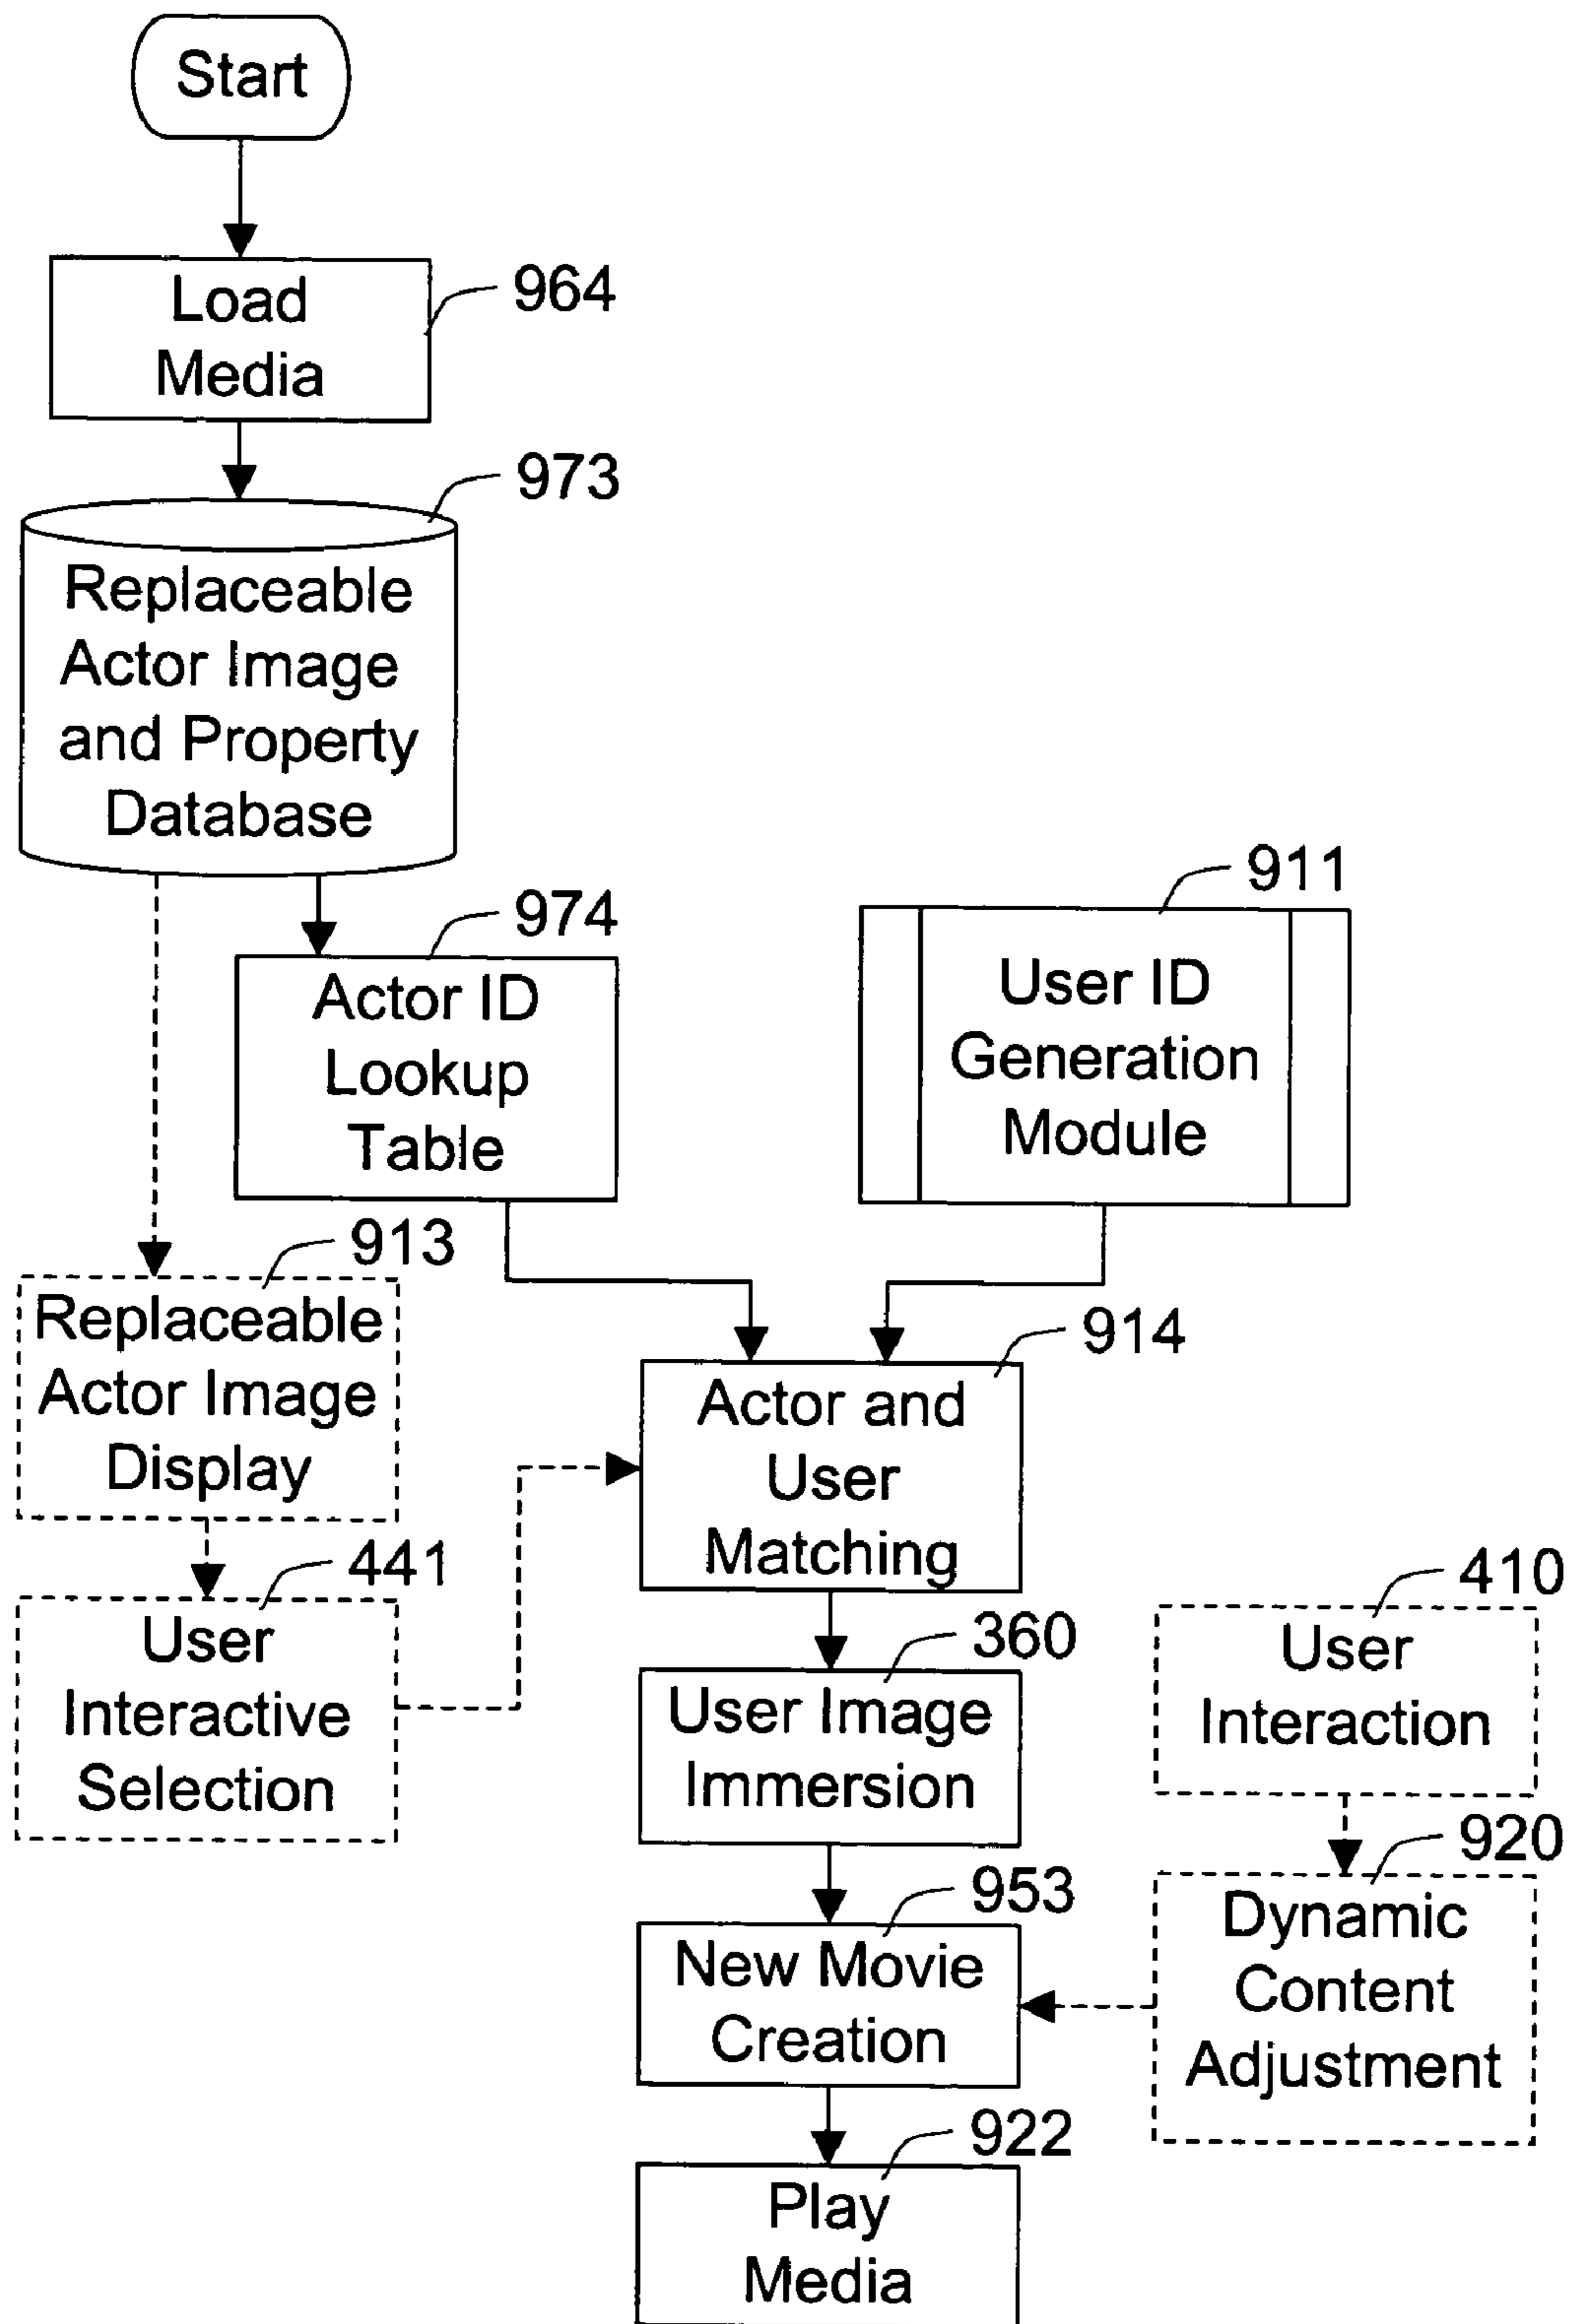 Start
964
Load
Media
973
Replaceable
Actor Image
and Property
Database
974
Actor ID
Lookup
Table
911
User ID
Generation
Module
913
Replaceable
Actor Image
Display
914
Actor and
User
Matching
441
User
Interactive
Selection
360
User Image
Immersion
410
User
Interaction
920
Dynamic
Content
Adjustment
953
New Movie
Creation
922
Play
Media